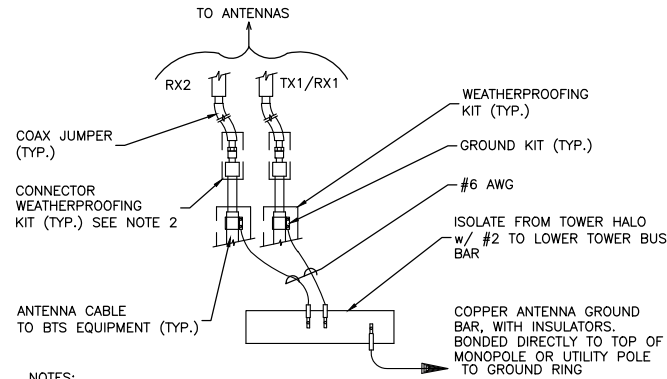 TO ANTENNAS
RX2
TX1/RX1
WEATHERPROOFING
KIT (TYP.)
COAX JUMPER
(TYP.)
GROUND KIT (TYP.)
CONNECTOR
WEATHERPROOFING
KIT (TYP.) SEE NOTE 2
#6 AWG
ISOLATE FROM TOWER HALO
w/ #2 TO LOWER TOWER BUS
BAR
ANTENNA CABLE
TO BTS EQUIPMENT (TYP.)
COPPER ANTENNA GROUND
BAR, WITH INSULATORS.
BONDED DIRECTLY TO TOP OF
MONOPOLE OR UTILITY POLE
TO GROUND RING
NOTES: